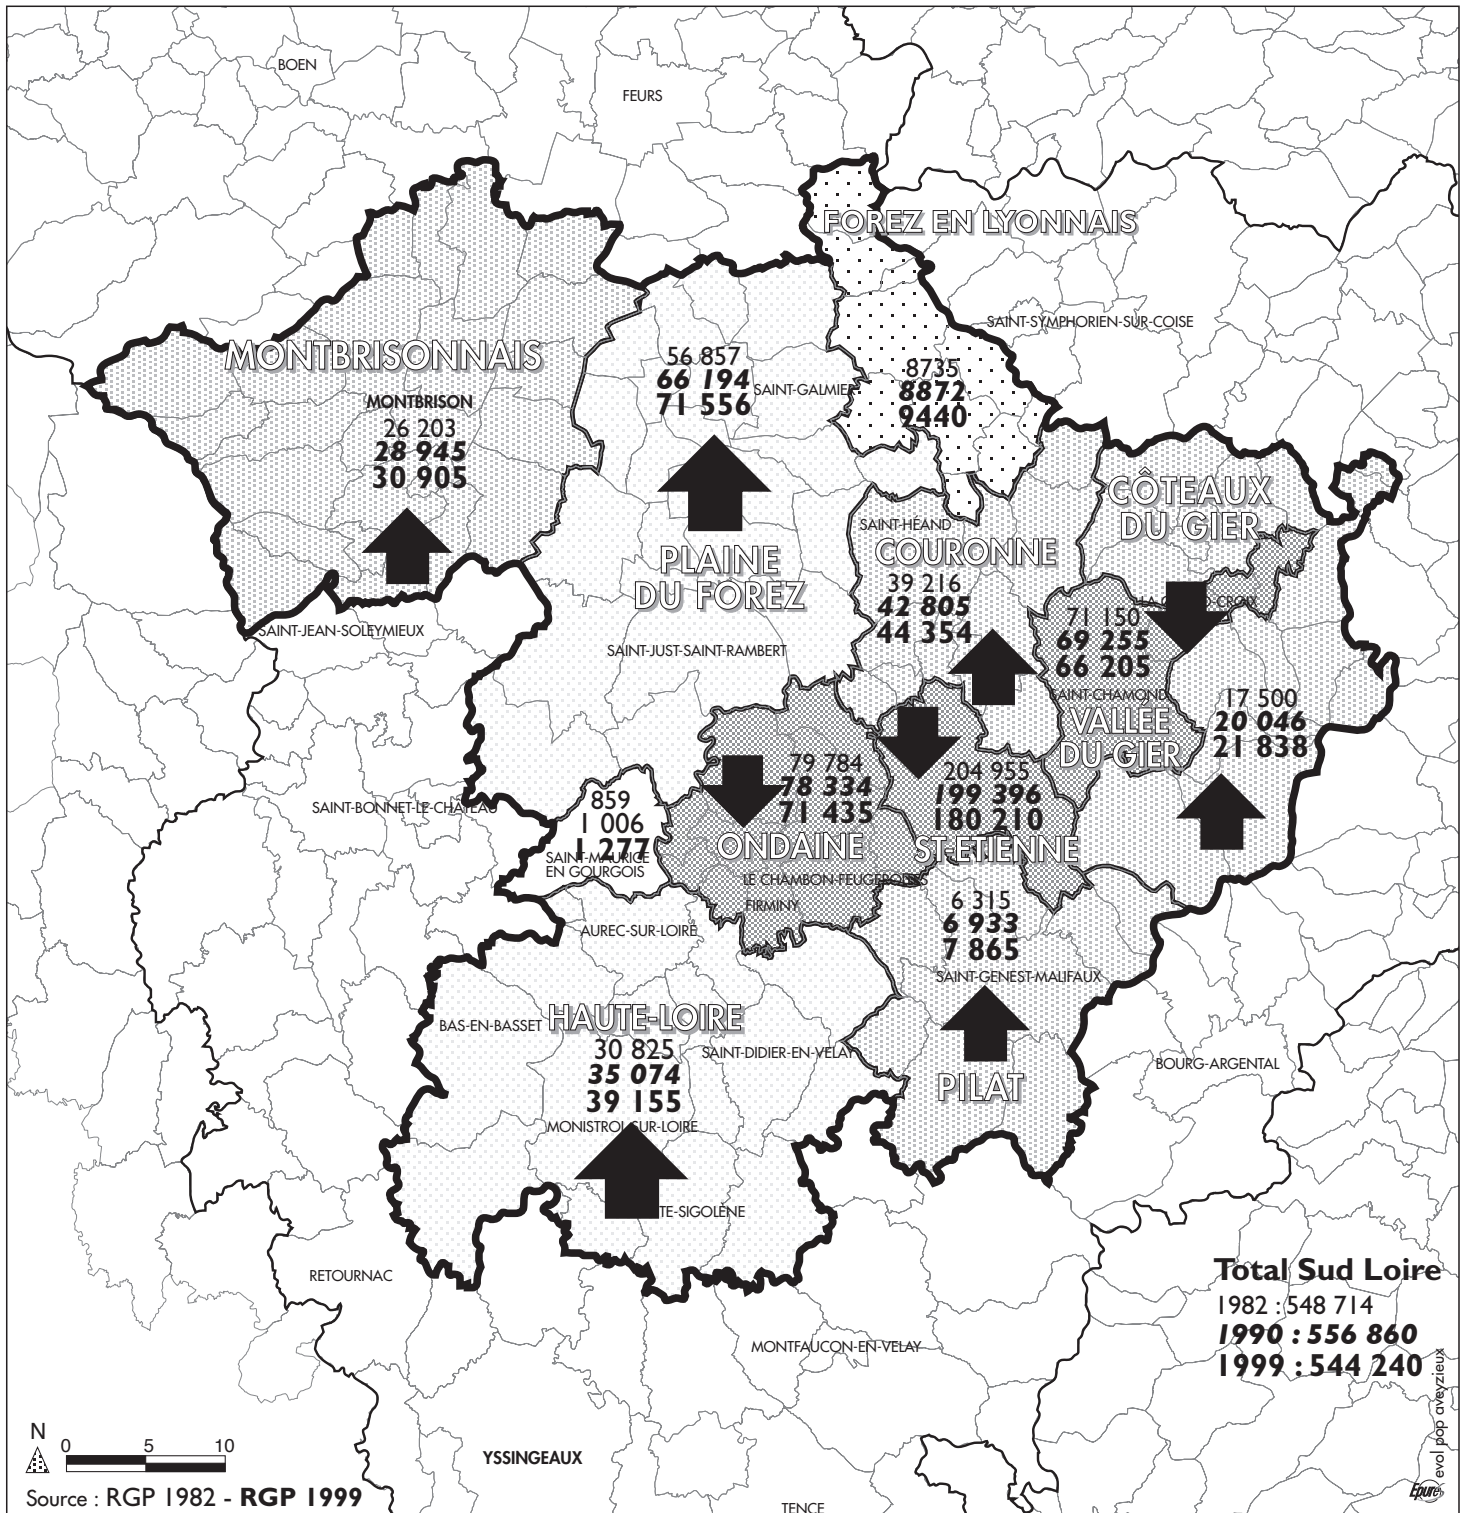 BOEN
FEURS
FOREZ EN LYONNAIS
SAINT-SYMPHORIEN-SUR-COISE
MONTBRISONNAIS
MONTBRISON
26 203
28 945
30 905
56 857
66 194
71 556
SAINT-GALMIER
8735
8872
9440
CÔTEAUX
DU GIER
SAINT-HÉAND
COURONNE
39 216
42 805
44 354
PLAINE
DU FOREZ
SAINT-JEAN-SOLEYMIEUX
SAINT-JUST-SAINT-RAMBERT
71 150
69 255
66 205
SAINT-CHAMOND
VALLÉE
DU GIER
17 500
20 046
21 838
79 784
78 334
71 435
ONDAINE
204 955
199 396
180 210
ST-ETIENNE
SAINT-BONNET-LE-CHÂTEAU
859
1 006
1 277
SAINT-MAURICE
EN GOURGOIS
LE CHAMBON-FEUGEROLLES
FIRMINY
AUREC-SUR-LOIRE
6 315
6 933
7 865
SAINT-GENEST-MALIFAUX
PILAT
BAS-EN-BASSET
HAUTE-LOIRE
30 825
35 074
39 155
SAINT-DIDIER-EN-VELAY
MONISTROL-SUR-LOIRE
TE-SIGOLÈNE
BOURG-ARGENTAL
RETOURNAC
MONTFAUCON-EN-VELAY
YSSINGEAUX
TENCE
Total Sud Loire
1982 : 548 714
1990 : 556 860
1999 : 544 240
evol pop aveyzieux
Epures
N
0 5 10
Source : RGP 1982 - RGP 1999